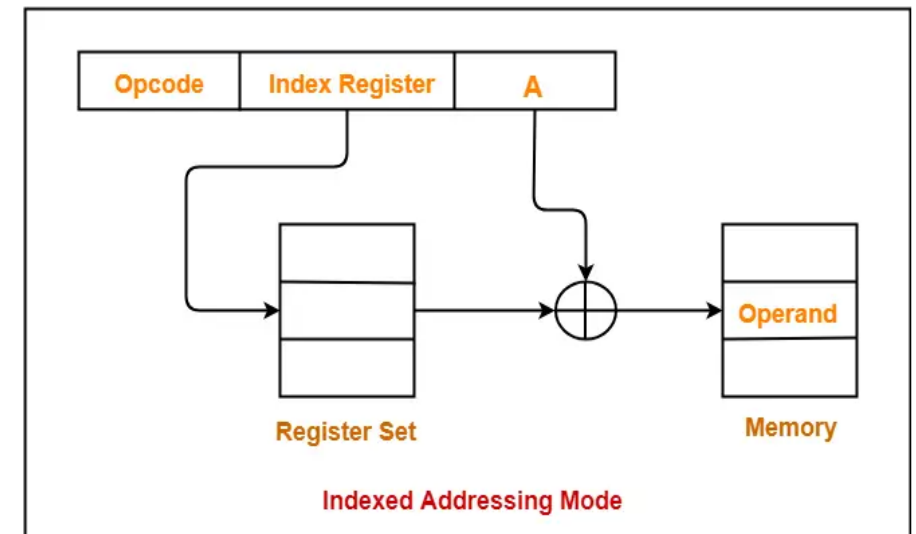 Opcode Index Register A
Operand
Register Set Memory
Indexed Addressing Mode